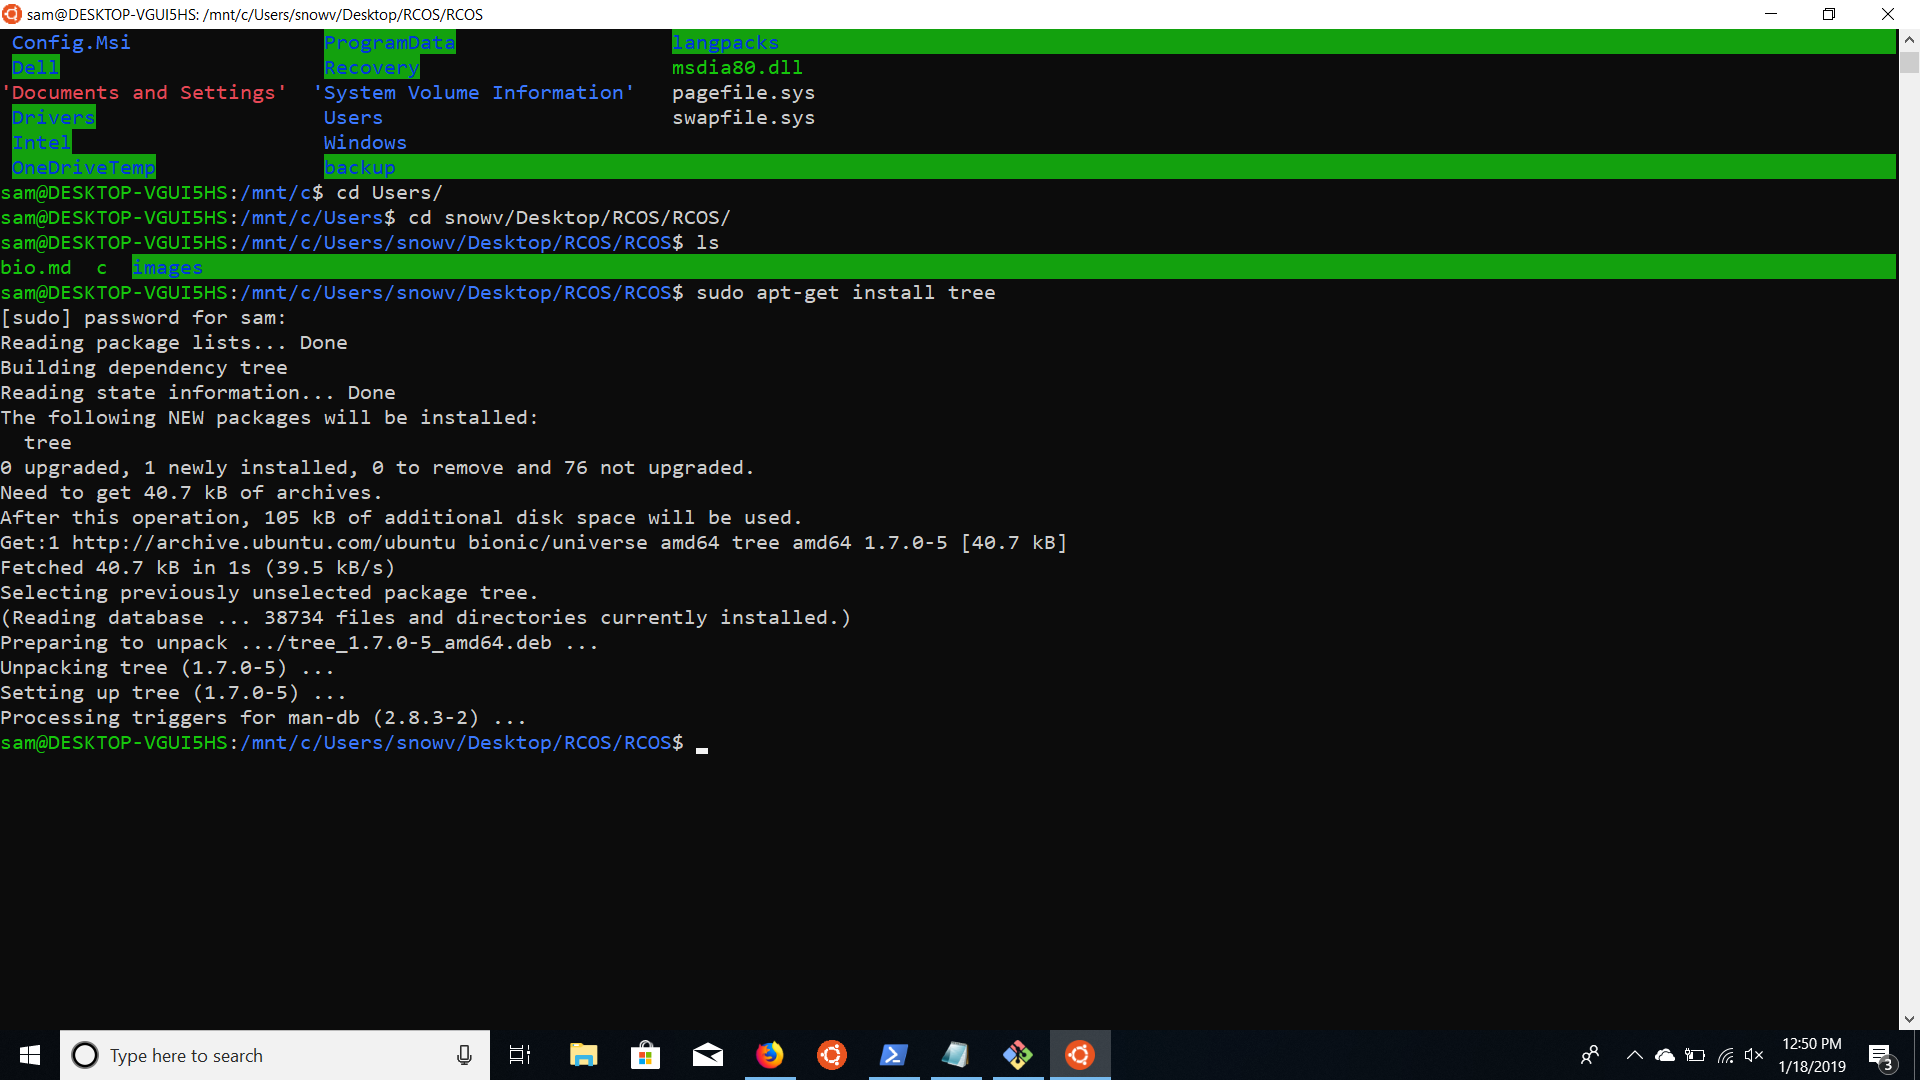 sam@DESKTOP-VGUI5HS: /mnt/c/Users/snowv/Desktop/RCOS/RCOS
Config.Msi ProgramData langpacks
Dell Recovery msdia80.dll
'Documents and Settings' 'System Volume Information' pagefile.sys
Drivers Users swapfile.sys
Intel Windows
OneDriveTemp backup
sam@DESKTOP-VGUI5HS:/mnt/c$ cd Users/
sam@DESKTOP-VGUI5HS:/mnt/c/Users$ cd snowv/Desktop/RCOS/RCOS/
sam@DESKTOP-VGUI5HS:/mnt/c/Users/snowv/Desktop/RCOS/RCOS$ ls
bio.md c images
sam@DESKTOP-VGUI5HS:/mnt/c/Users/snowv/Desktop/RCOS/RCOS$ sudo apt-get install tree
[sudo] password for sam:
Reading package lists... Done
Building dependency tree
Reading state information... Done
The following NEW packages will be installed:
tree
0 upgraded, 1 newly installed, 0 to remove and 76 not upgraded.
Need to get 40.7 kB of archives.
After this operation, 105 kB of additional disk space will be used.
Get:1 http://archive.ubuntu.com/ubuntu bionic/universe amd64 tree amd64 1.7.0-5 [40.7 kB]
Fetched 40.7 kB in 1s (39.5 kB/s)
Selecting previously unselected package tree.
(Reading database ... 38734 files and directories currently installed.)
Preparing to unpack .../tree_1.7.0-5_amd64.deb ...
Unpacking tree (1.7.0-5) ...
Setting up tree (1.7.0-5) ...
Processing triggers for man-db (2.8.3-2) ...
sam@DESKTOP-VGUI5HS:/mnt/c/Users/snowv/Desktop/RCOS/RCOS$
Type here to search
12:50 PM
1/18/2019
3